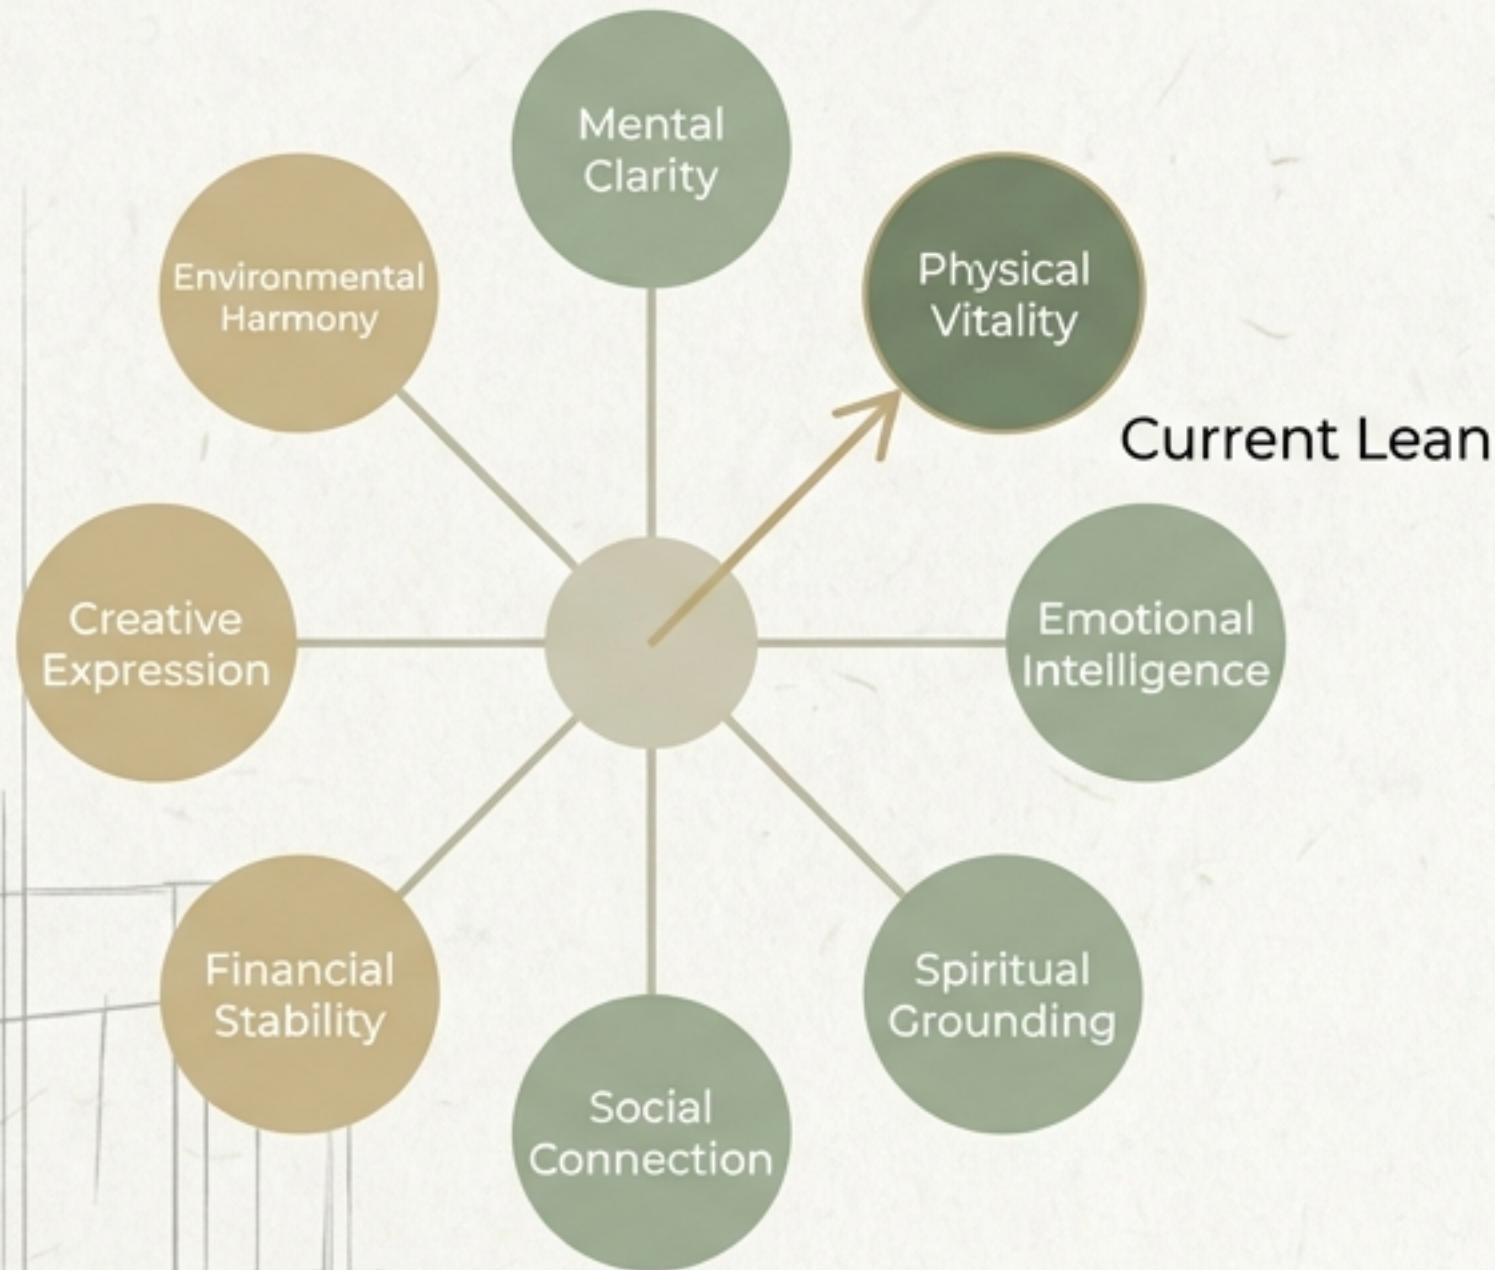 Mental
Clarity
Physical
Vitality
Current Lean
Emotional
Intelligence
Spiritual
Grounding
Social
Connection
Financial
Stability
Creative
Expression
Environmental
Harmony